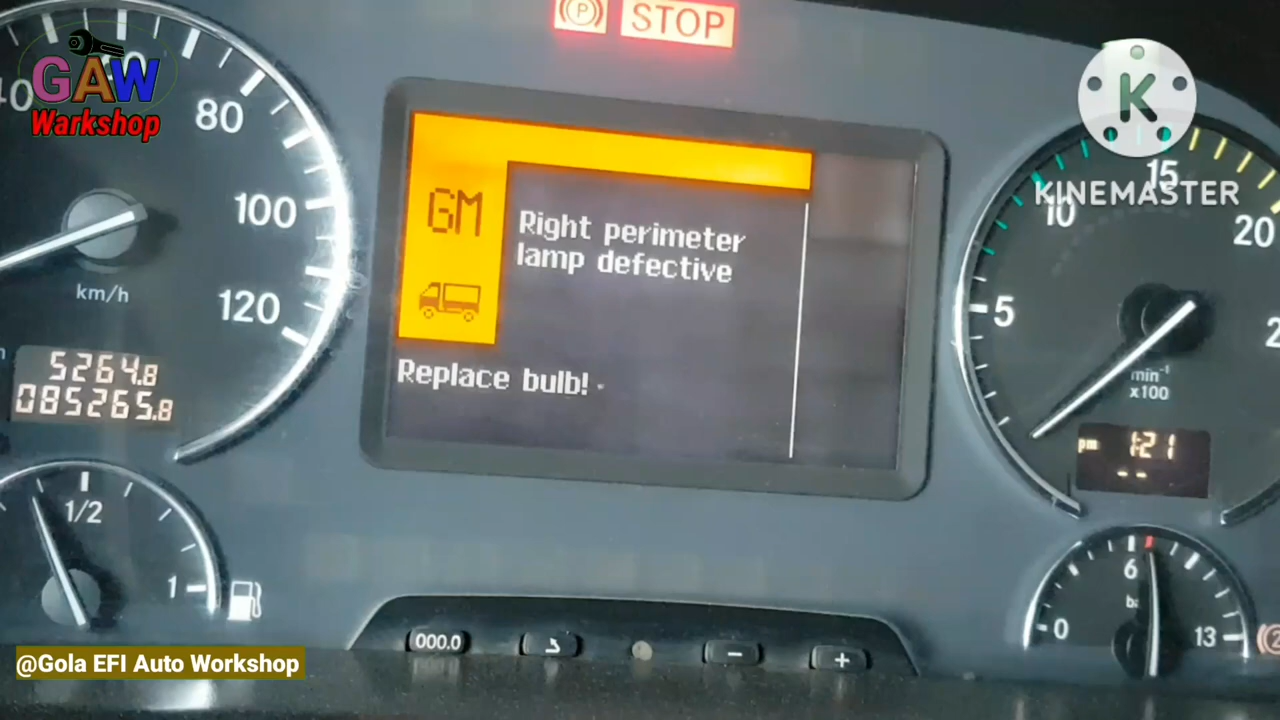 (P)
STOP
GAW
Warkshop
80
100
120
km/h
5264.8
085265.8
GM
Right perimeter
lamp defective
Replace bulb!
K
KINEMASTER
5
10
15
20
min⁻¹
x100
pm 1:21
--
1/2
1
000.0
-
+
0
6
13
@Gola EFI Auto Workshop